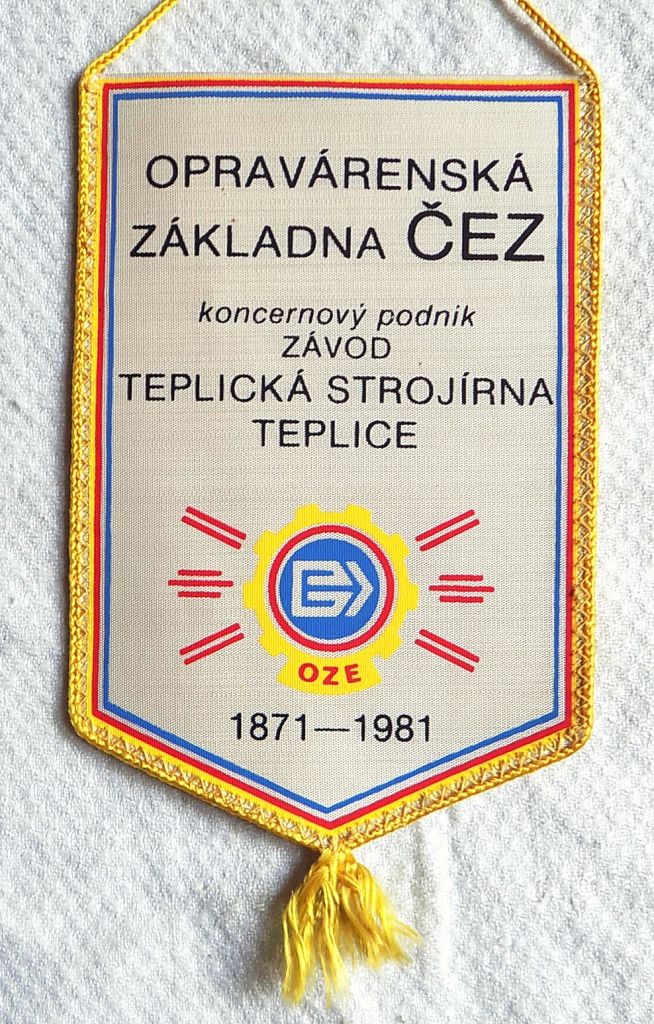 OPRAVÁRENSKÁ
ZÁKLADNA ČEZ
koncernový podnik
ZÁVOD
TEPLICKÁ STROJÍRNA
TEPLICE
OZE
1871—1981